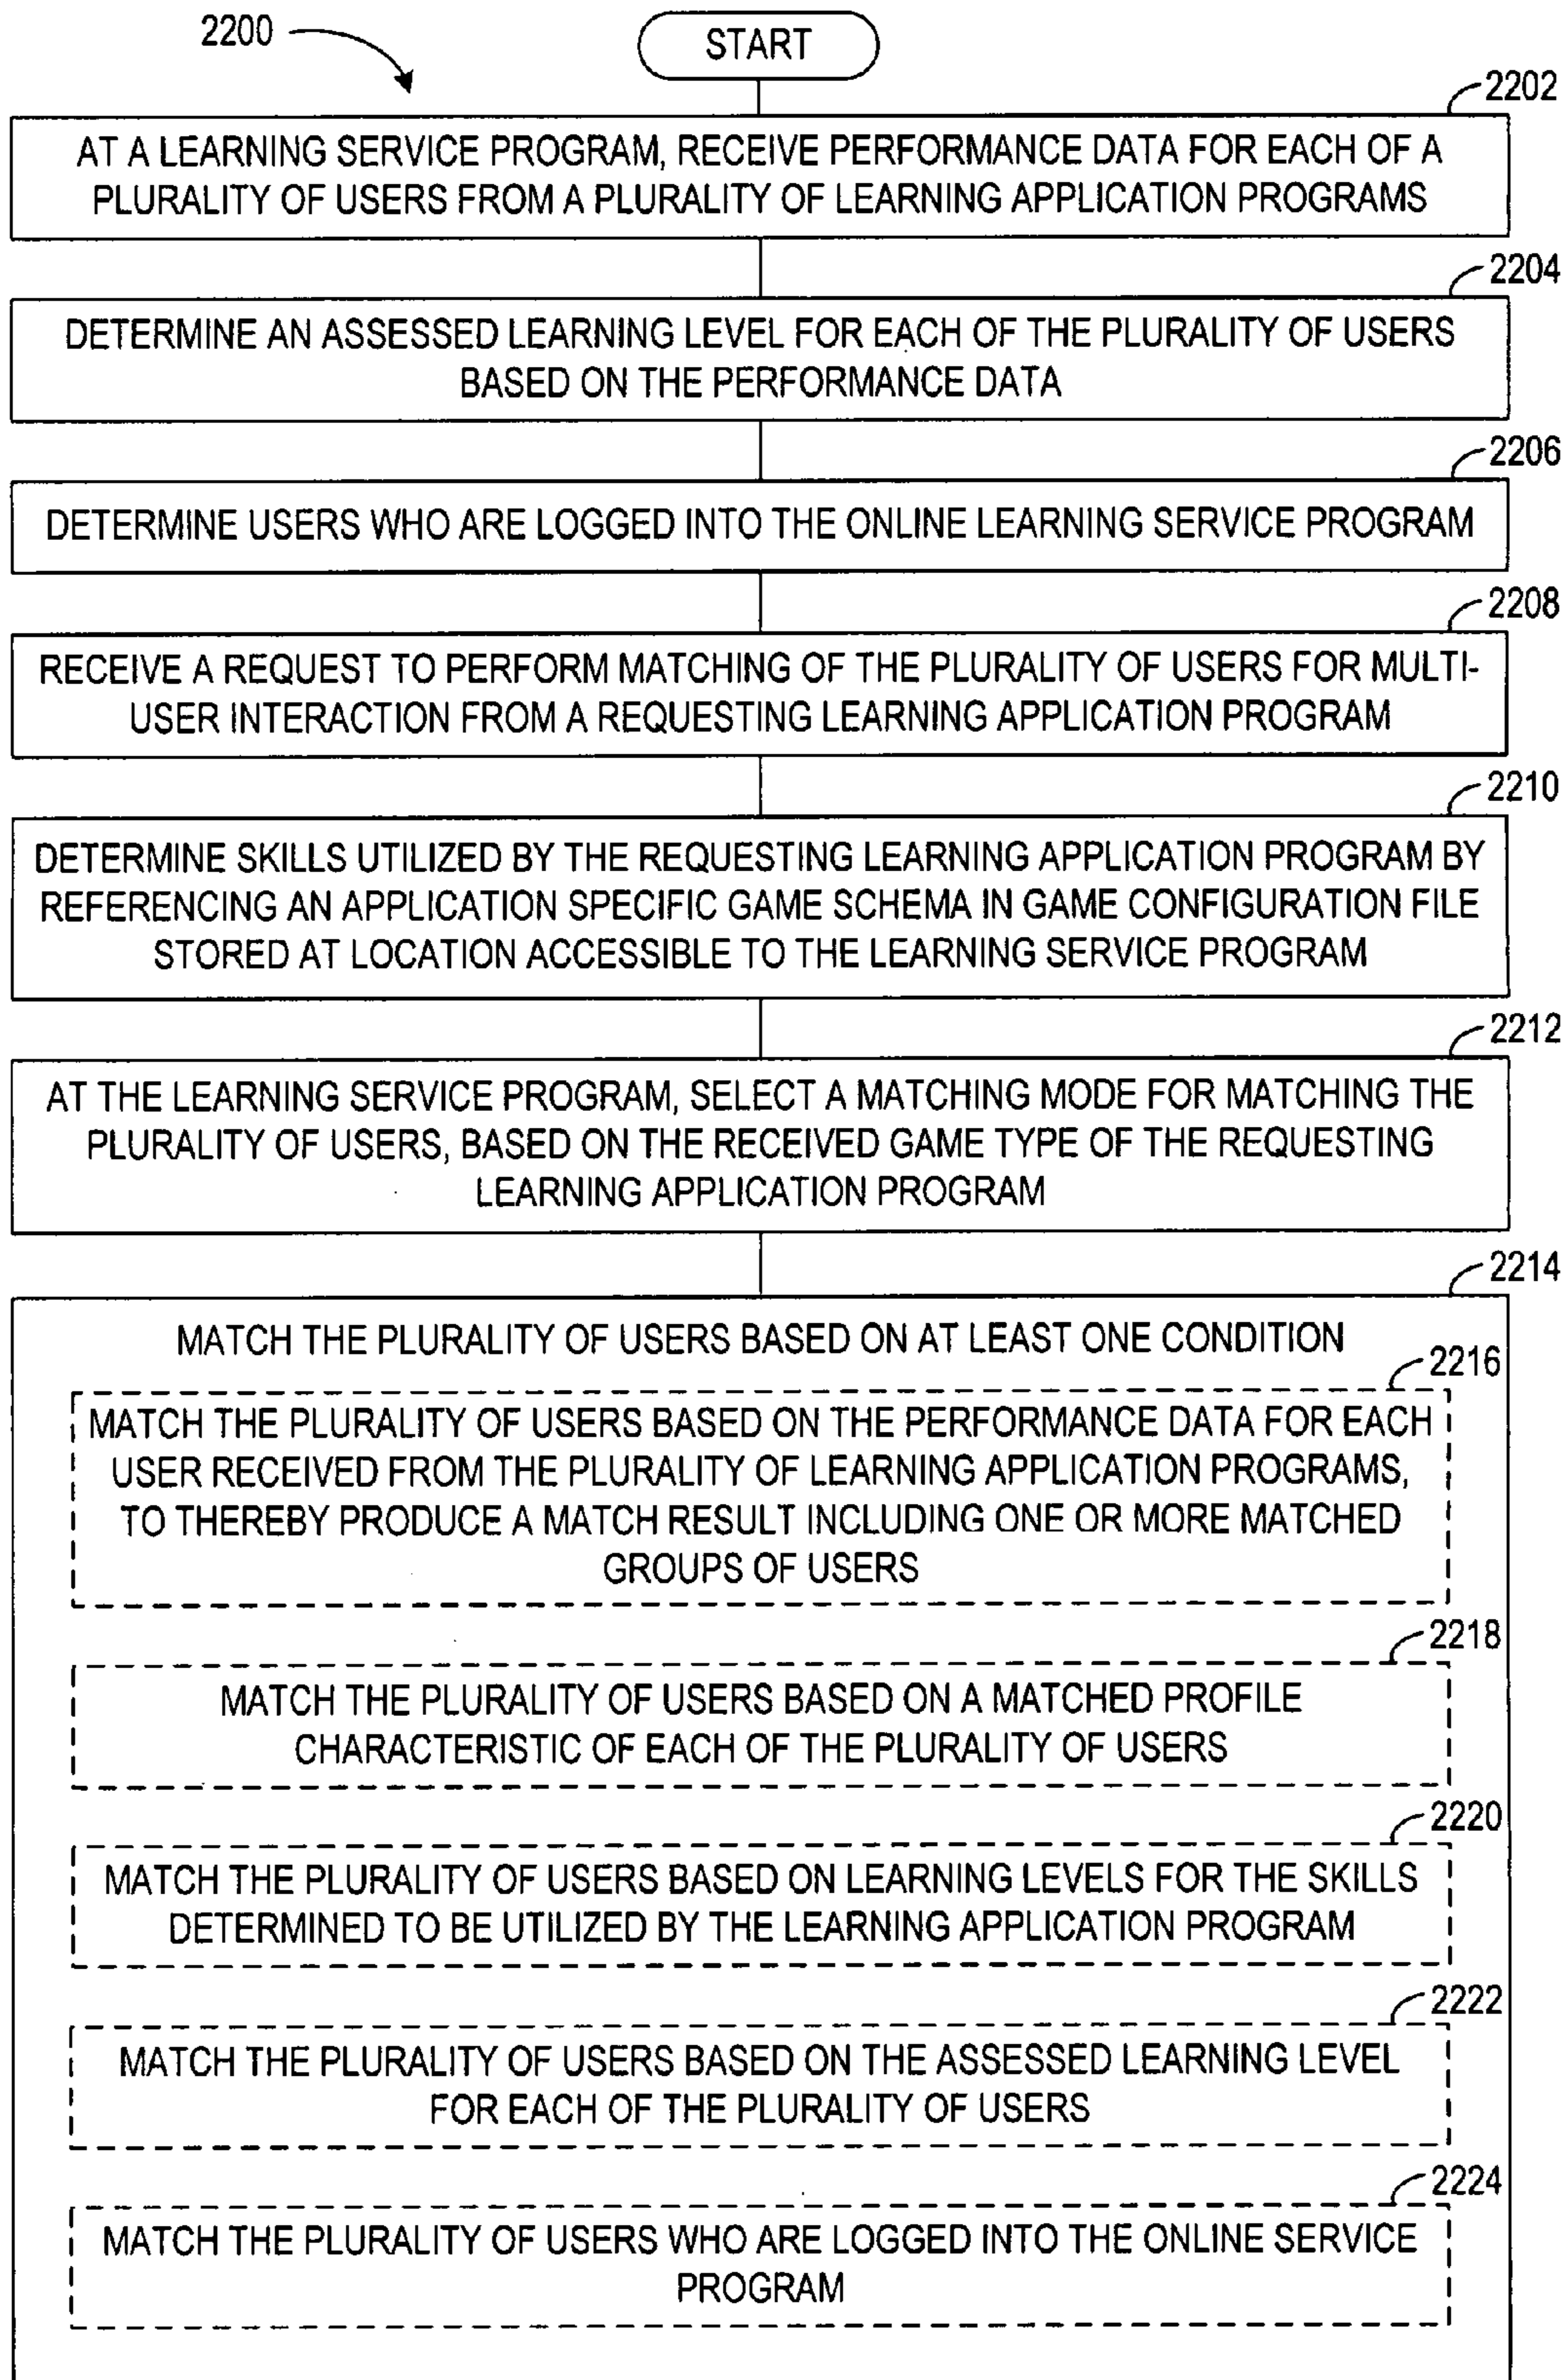 2200
START
2202
AT A LEARNING SERVICE PROGRAM, RECEIVE PERFORMANCE DATA FOR EACH OF A
PLURALITY OF USERS FROM A PLURALITY OF LEARNING APPLICATION PROGRAMS
2204
DETERMINE AN ASSESSED LEARNING LEVEL FOR EACH OF THE PLURALITY OF USERS
BASED ON THE PERFORMANCE DATA
2206
DETERMINE USERS WHO ARE LOGGED INTO THE ONLINE LEARNING SERVICE PROGRAM
2208
RECEIVE A REQUEST TO PERFORM MATCHING OF THE PLURALITY OF USERS FOR MULTI-
USER INTERACTION FROM A REQUESTING LEARNING APPLICATION PROGRAM
2210
DETERMINE SKILLS UTILIZED BY THE REQUESTING LEARNING APPLICATION PROGRAM BY
REFERENCING AN APPLICATION SPECIFIC GAME SCHEMA IN GAME CONFIGURATION FILE
STORED AT LOCATION ACCESSIBLE TO THE LEARNING SERVICE PROGRAM
2212
AT THE LEARNING SERVICE PROGRAM, SELECT A MATCHING MODE FOR MATCHING THE
PLURALITY OF USERS, BASED ON THE RECEIVED GAME TYPE OF THE REQUESTING
LEARNING APPLICATION PROGRAM
2214
MATCH THE PLURALITY OF USERS BASED ON AT LEAST ONE CONDITION
2216
MATCH THE PLURALITY OF USERS BASED ON THE PERFORMANCE DATA FOR EACH
USER RECEIVED FROM THE PLURALITY OF LEARNING APPLICATION PROGRAMS,
TO THEREBY PRODUCE A MATCH RESULT INCLUDING ONE OR MORE MATCHED
GROUPS OF USERS
2218
MATCH THE PLURALITY OF USERS BASED ON A MATCHED PROFILE
CHARACTERISTIC OF EACH OF THE PLURALITY OF USERS
2220
MATCH THE PLURALITY OF USERS BASED ON LEARNING LEVELS FOR THE SKILLS
DETERMINED TO BE UTILIZED BY THE LEARNING APPLICATION PROGRAM
2222
MATCH THE PLURALITY OF USERS BASED ON THE ASSESSED LEARNING LEVEL
FOR EACH OF THE PLURALITY OF USERS
2224
MATCH THE PLURALITY OF USERS WHO ARE LOGGED INTO THE ONLINE SERVICE
PROGRAM